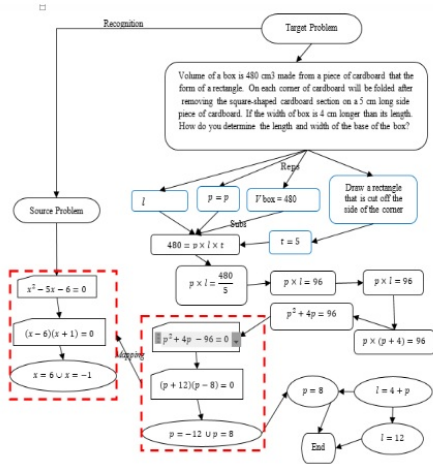 Recognition
Target Problem
Volume of a box is 480 cm3 made from a piece of cardboard that the
form of a rectangle. On each corner of cardboard will be folded after
removing the square-shaped cardboard section on a 5 cm long side
piece of cardboard. If the width of box is 4 cm longer than its length.
How do you determine the length and width of the base of the box?
Reps
l
p = p
V box = 480
Draw a rectangle
that is cut off the
side of the corner
Source Problem
Subs
480 = p × l × t
t = 5
x² − 5x − 6 = 0
p × l = 480/5
p × l = 96
p × l = 96
(x − 6)(x + 1) = 0
p² + 4p − 96 = 0
p² + 4p = 96
p × (p + 4) = 96
Mapping
x = 6 ∪ x = −1
(p + 12)(p − 8) = 0
p = 8
l = 4 + p
p = −12 ∪ p = 8
End
l = 12